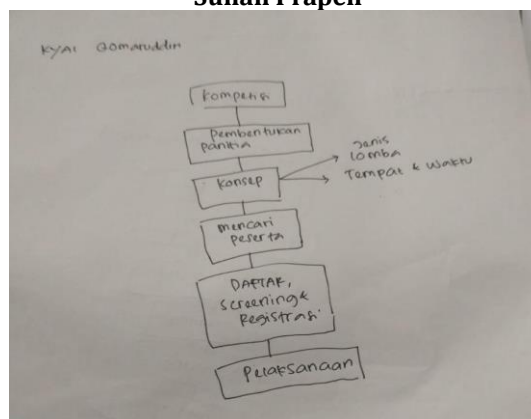 Sunan Prapen
KYAI Qomaruddin
Kompetisi
Pembentukan
panitia
Konsep
Jenis
Lomba
Tempat & Waktu
mencari
peserta
DAFTAR,
Screening &
Registrasi
Pelaksanaan